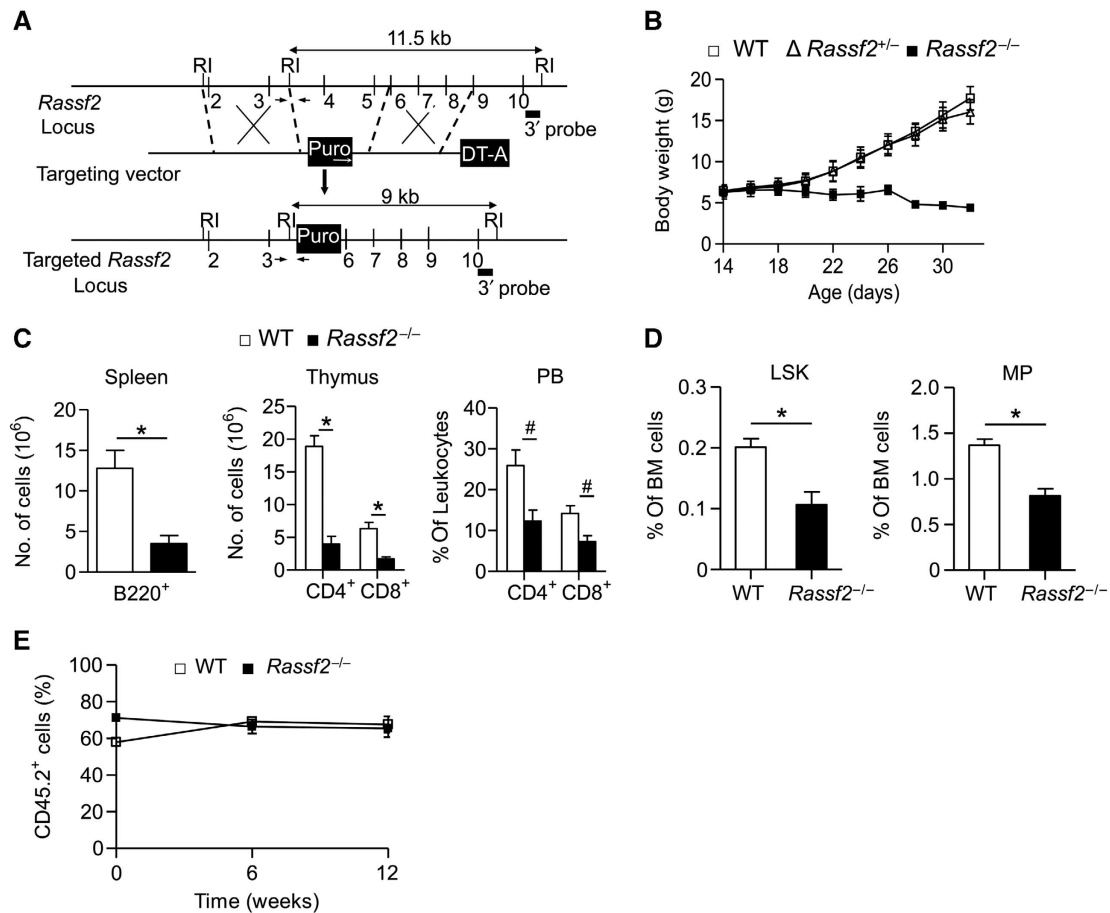 A
11.5 kb
RI RI RI
2 3 4 5 6 7 8 9 10
Rassf2
Locus
3′ probe
Puro
DT-A
Targeting vector
9 kb
RI RI RI
Puro
Targeted Rassf2
Locus
2 3 6 7 8 9 10
3′ probe
B
WT Δ Rassf2+/– Rassf2–/–
Body weight (g)
20
15
10
5
0
14 18 22 26 30
Age (days)
C
WT Rassf2–/–
Spleen
No. of cells (10⁶)
20
15
10
5
0
*
B220+
Thymus
No. of cells (10⁶)
25
20
15
10
5
0
*
*
CD4+ CD8+
PB
% Of Leukocytes
40
30
20
10
0
#
#
CD4+ CD8+
D
LSK
% Of BM cells
0.3
0.2
0.1
0
*
WT Rassf2–/–
MP
% Of BM cells
2.0
1.5
1.0
0.5
0
*
WT Rassf2–/–
E
WT Rassf2–/–
CD45.2+ cells (%)
100
80
60
40
20
0
0 6 12
Time (weeks)